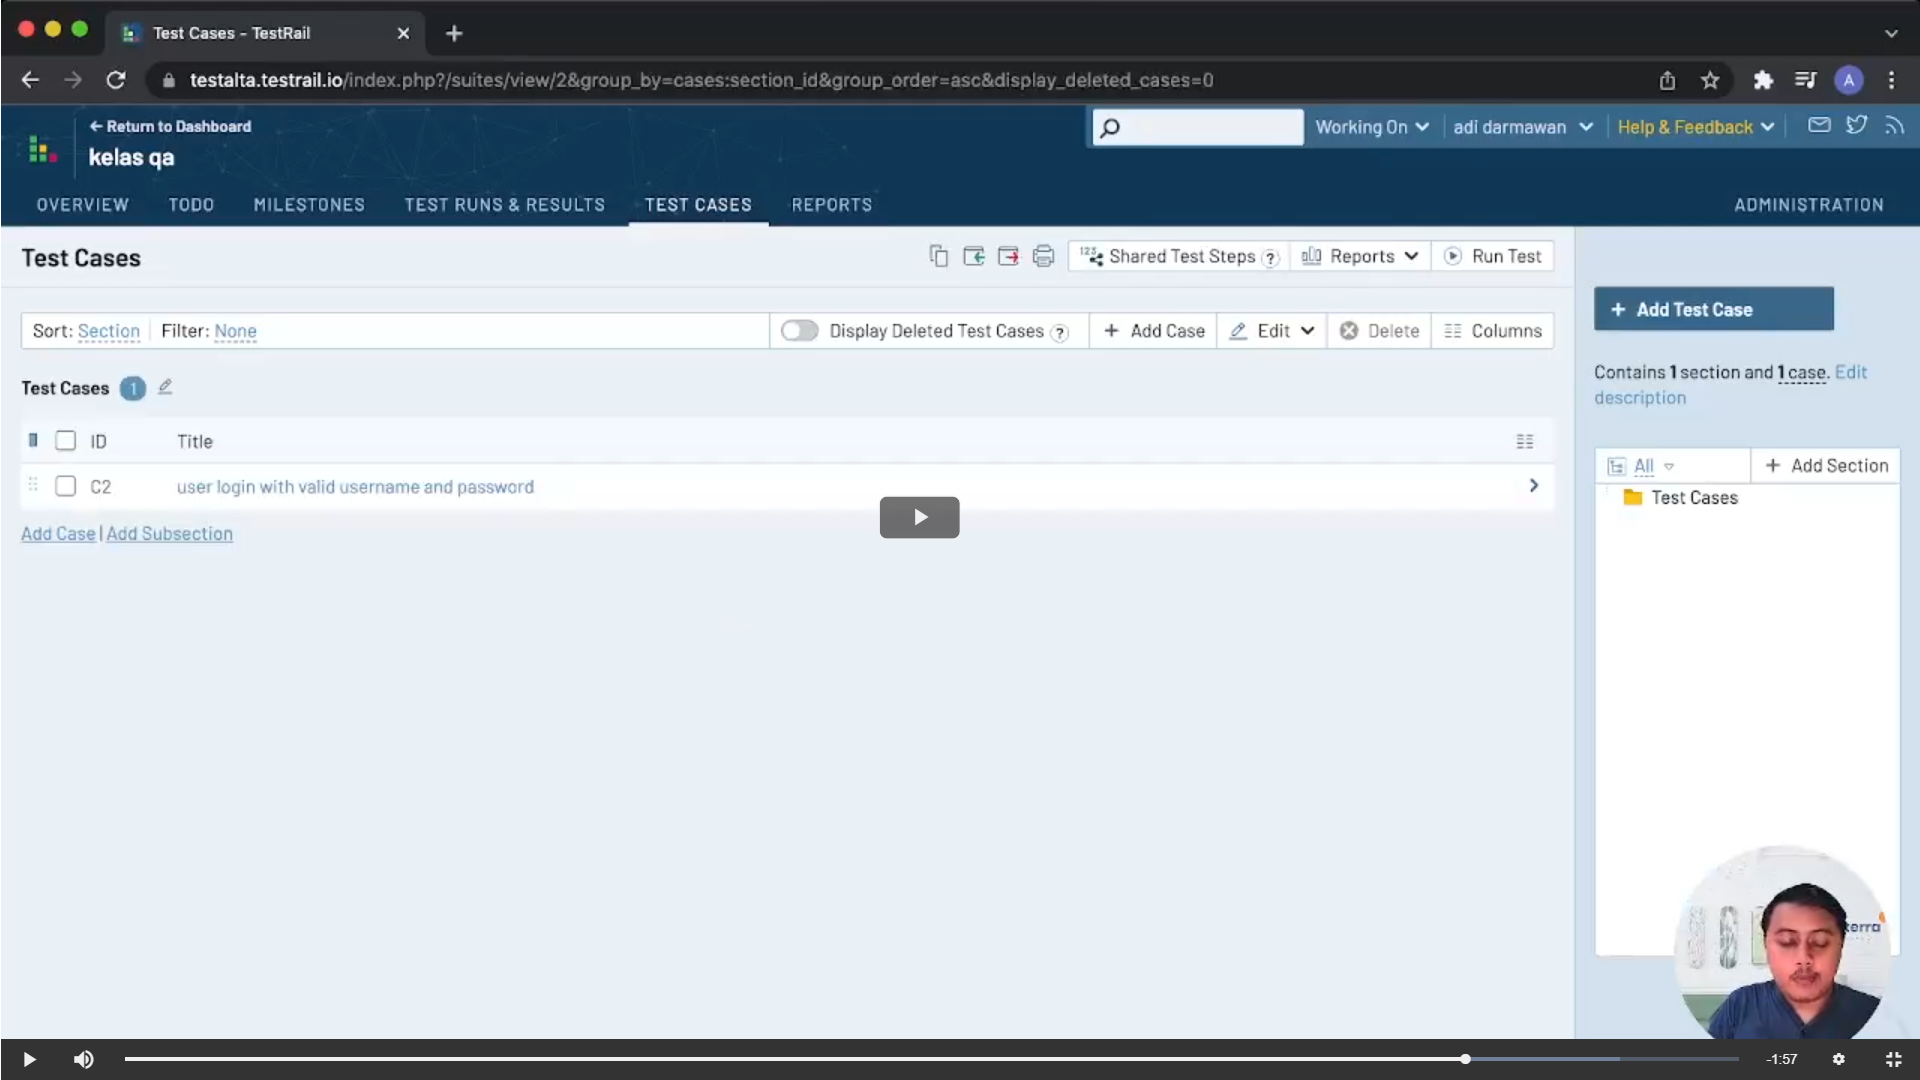 Test Cases - TestRail
testalta.testrail.io/index.php?/suites/view/2&group_by=cases:section_id&group_order=asc&display_deleted_cases=0
A
Return to Dashboard
kelas qa
Working On
adi darmawan
Help & Feedback
OVERVIEW
TODO
MILESTONES
TEST RUNS & RESULTS
TEST CASES
REPORTS
ADMINISTRATION
Test Cases
Shared Test Steps ?
Reports
Run Test
Sort: Section
Filter: None
Display Deleted Test Cases ?
+ Add Case
Edit
Delete
Columns
+ Add Test Case
Contains 1 section and 1 case. Edit
description
Test Cases 1
ID
Title
C2
user login with valid username and password
Add Case | Add Subsection
All
+ Add Section
Test Cases
terra
-1:57